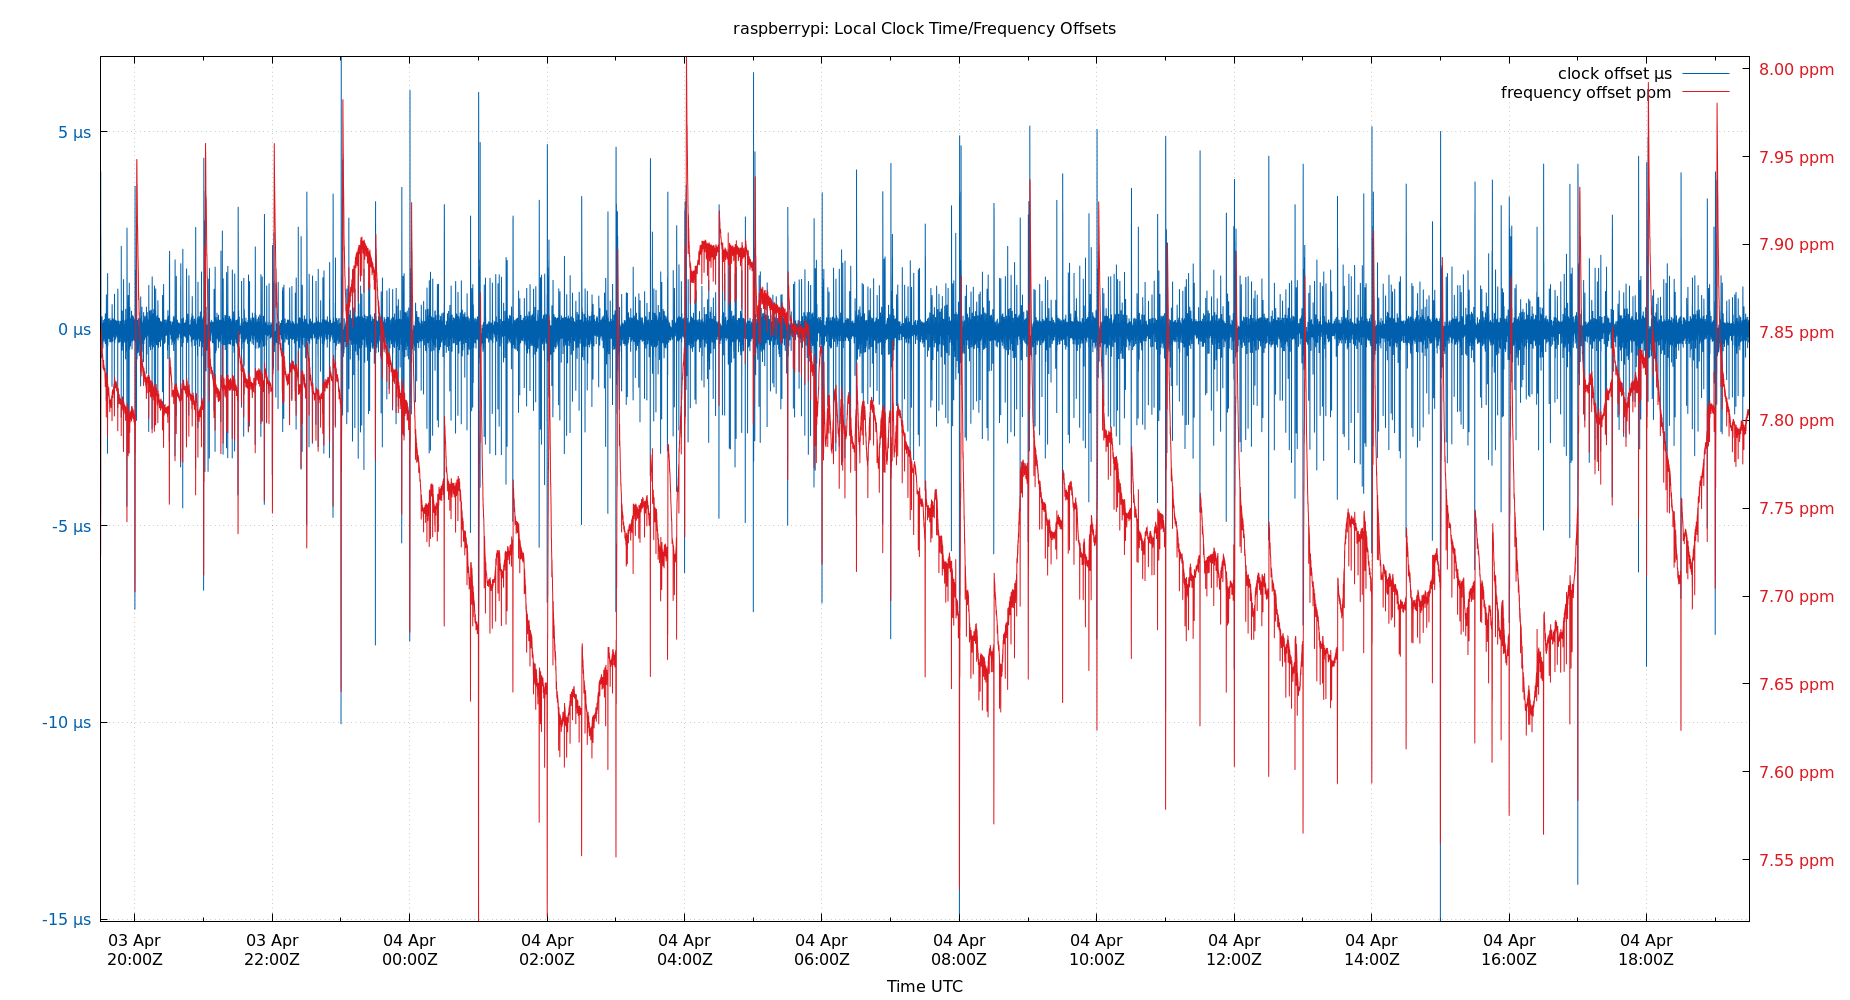 raspberrypi: Local Clock Time/Frequency Offsets
clock offset µs
frequency offset ppm
5 µs
0 µs
-5 µs
-10 µs
-15 µs
8.00 ppm
7.95 ppm
7.90 ppm
7.85 ppm
7.80 ppm
7.75 ppm
7.70 ppm
7.65 ppm
7.60 ppm
7.55 ppm
03 Apr
20:00Z
03 Apr
22:00Z
04 Apr
00:00Z
04 Apr
02:00Z
04 Apr
04:00Z
04 Apr
06:00Z
04 Apr
08:00Z
04 Apr
10:00Z
04 Apr
12:00Z
04 Apr
14:00Z
04 Apr
16:00Z
04 Apr
18:00Z
Time UTC